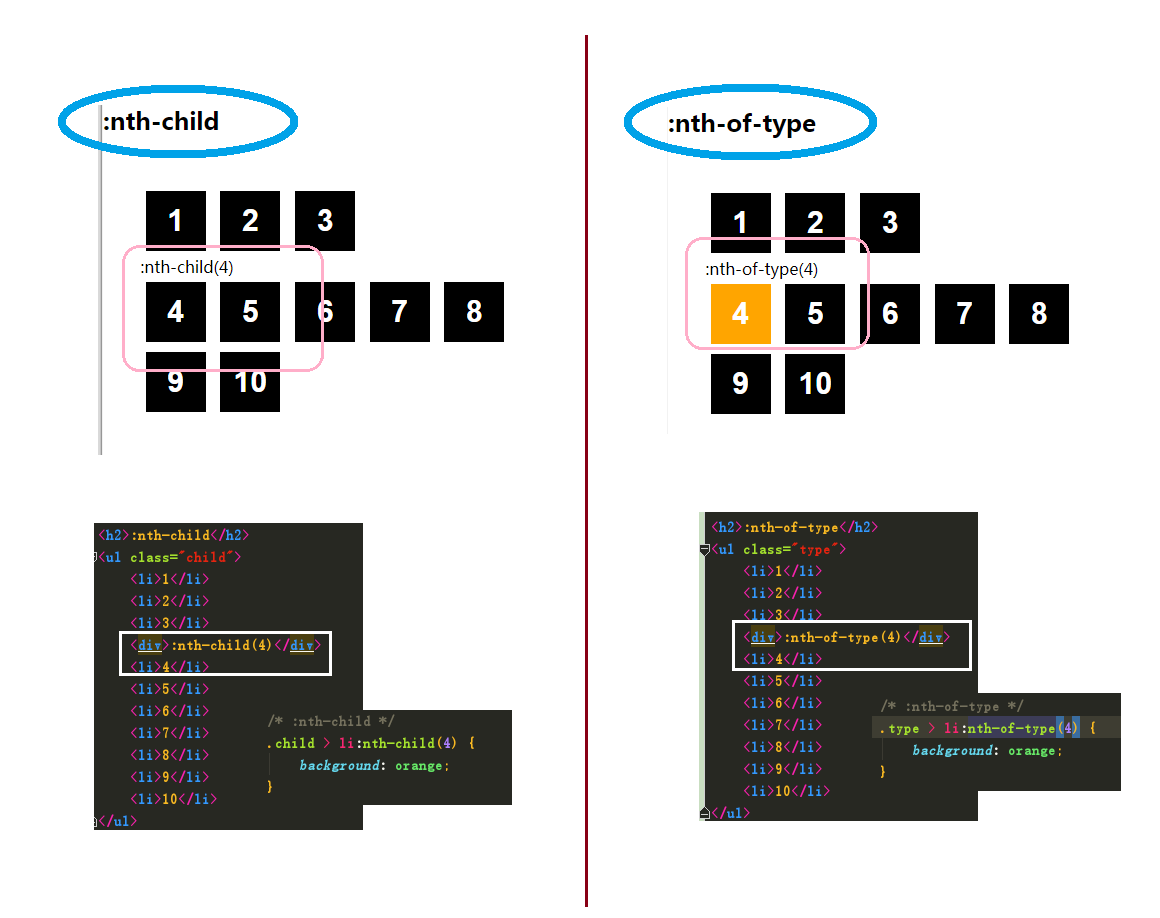 :nth-child
1 2 3
:nth-child(4)
4 5 6 7 8
9 10
<h2>:nth-child</h2>
<ul class="child">
<li>1</li>
<li>2</li>
<li>3</li>
<div>:nth-child(4)</div>
<li>4</li>
<li>5</li>
<li>6</li>
<li>7</li>
<li>8</li>
<li>9</li>
<li>10</li>
</ul>
/* :nth-child */
.child > li:nth-child(4) {
background: orange;
}
:nth-of-type
1 2 3
:nth-of-type(4)
4 5 6 7 8
9 10
<h2>:nth-of-type</h2>
<ul class="type">
<li>1</li>
<li>2</li>
<li>3</li>
<div>:nth-of-type(4)</div>
<li>4</li>
<li>5</li>
<li>6</li>
<li>7</li>
<li>8</li>
<li>9</li>
<li>10</li>
</ul>
/* :nth-of-type */
.type > li:nth-of-type(4) {
background: orange;
}